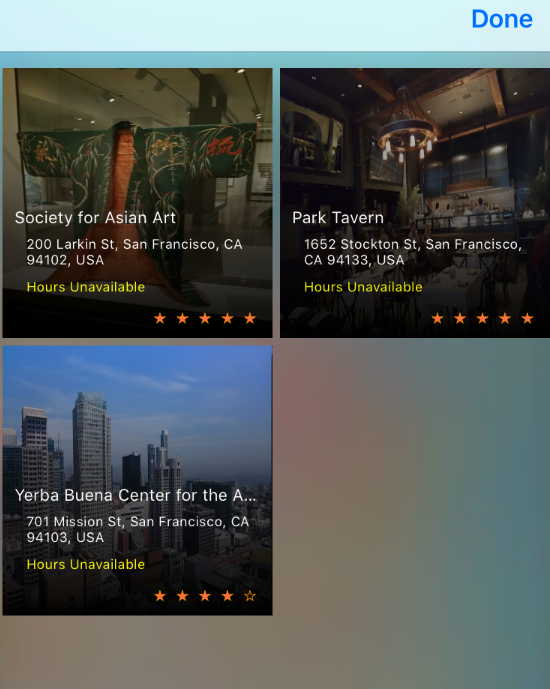 Done
Society for Asian Art
200 Larkin St, San Francisco, CA
94102, USA
Hours Unavailable
★ ★ ★ ★ ★
Park Tavern
1652 Stockton St, San Francisco,
CA 94133, USA
Hours Unavailable
★ ★ ★ ★ ★
Yerba Buena Center for the A...
701 Mission St, San Francisco, CA
94103, USA
Hours Unavailable
★ ★ ★ ★ ☆